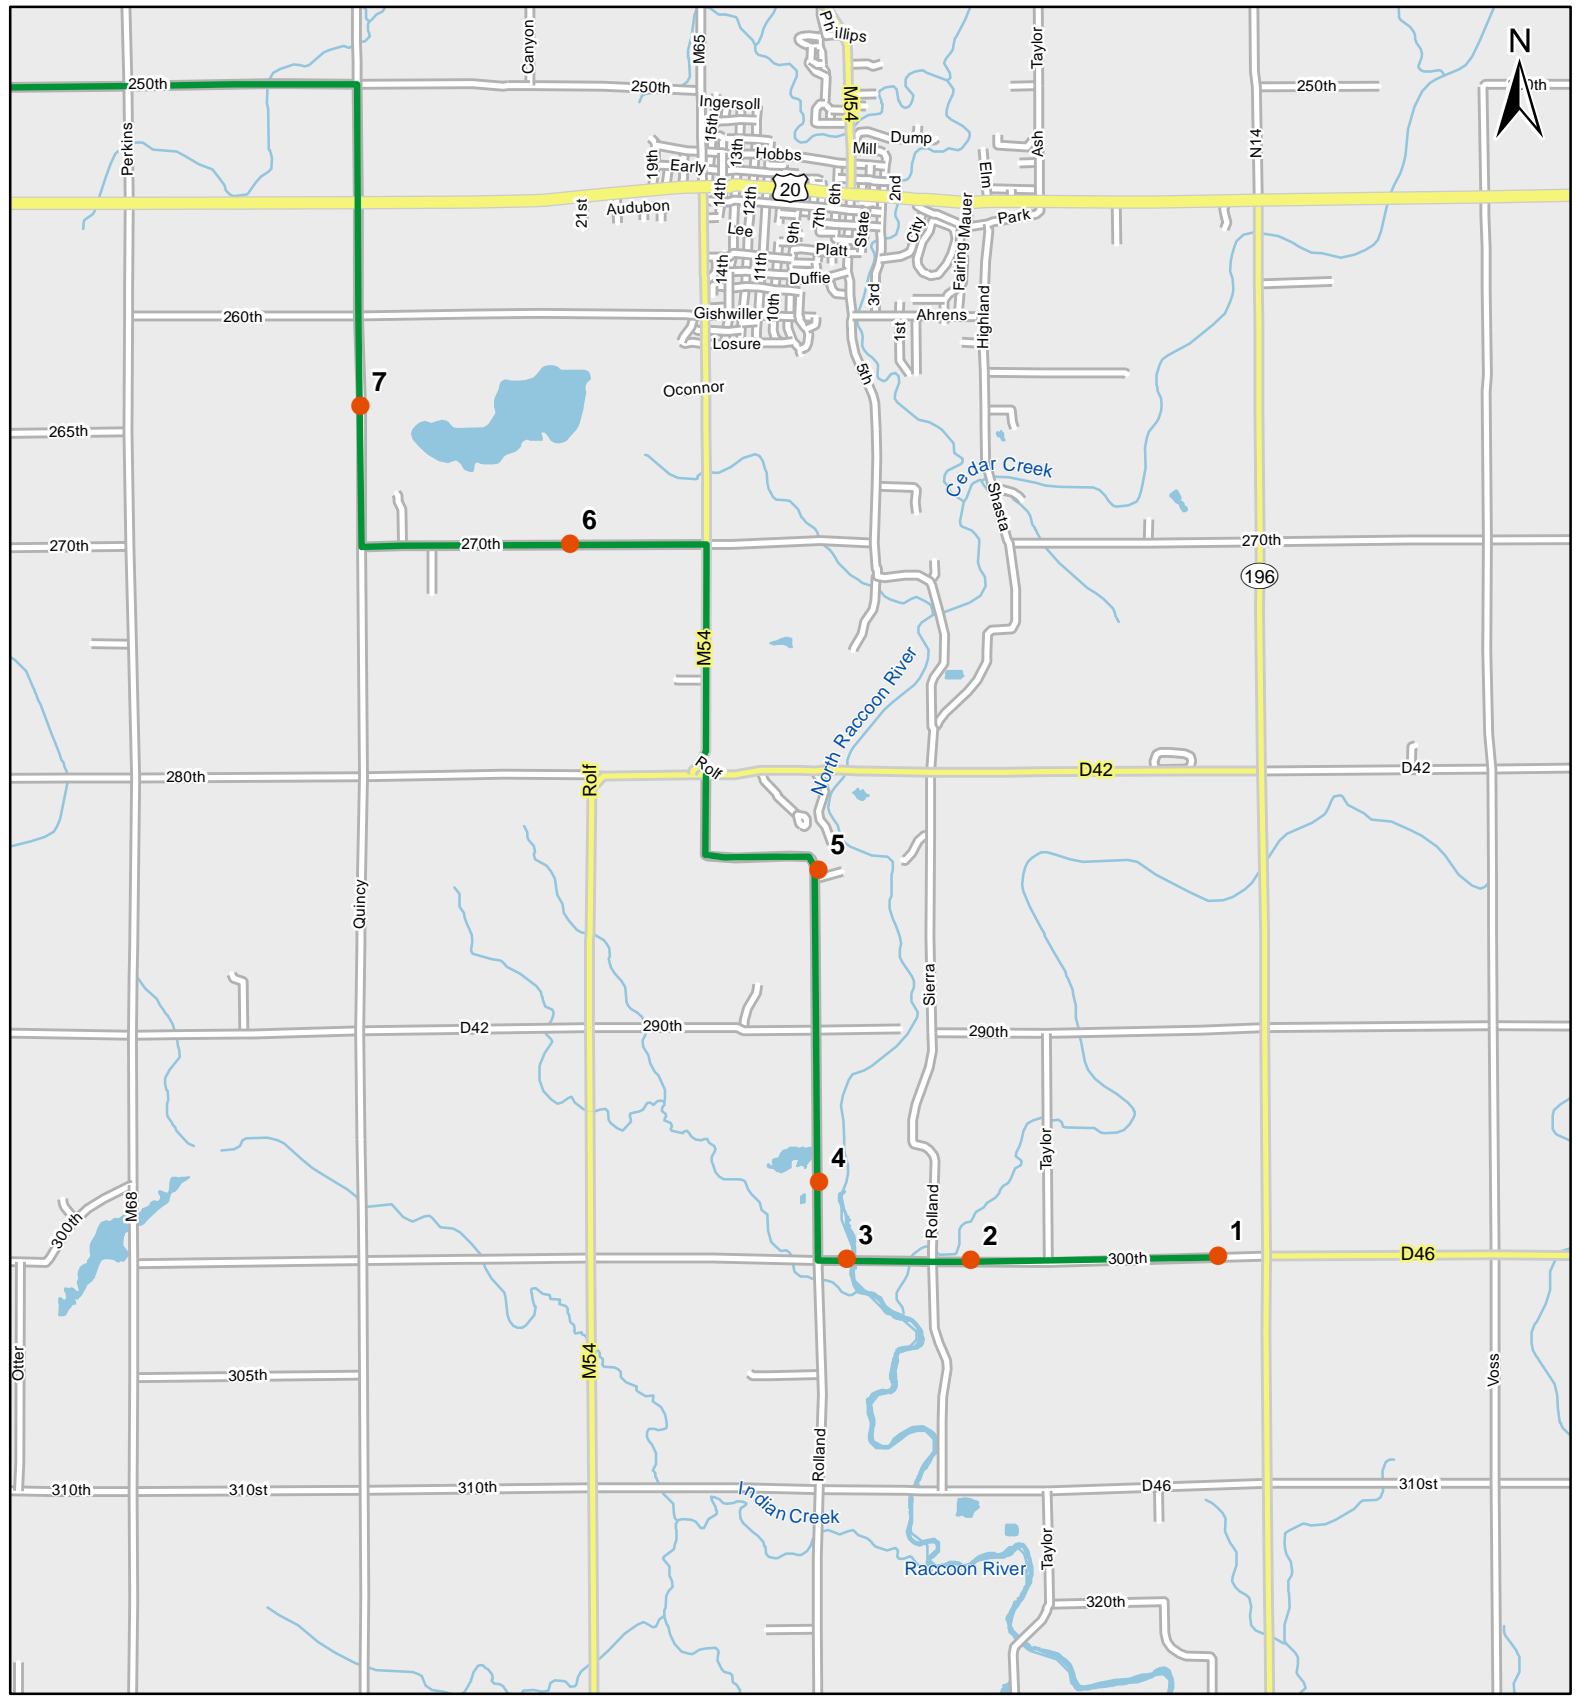 Phillips
Canyon
M65
Taylor
N
250th
250th
M54
250th
Ingersoll
15th
Perkins
19th
Early
13th
Hobbs
Mill
Dump
Ash
N14
Elm
14th
12th
20
6th
2nd
21st
Audubon
Lee
9th
7th
State
City
Fairing Mauer
Park
Platt
14th
11th
Duffie
10th
3rd
Highland
260th
Gishwiller
Losure
1st
Ahrens
7
Oconnor
5th
265th
Cedar Creek
Shasta
6
270th
270th
270th
196
M54
North Raccoon River
280th
Rolf
Rolf
D42
D42
5
Quincy
Sierra
D42
290th
290th
Taylor
4
300th
M68
Rolland
3
2
1
300th
D46
Otter
305th
M54
Voss
Rolland
310th
310st
310th
D46
310st
Indian Creek
Taylor
Raccoon River
320th